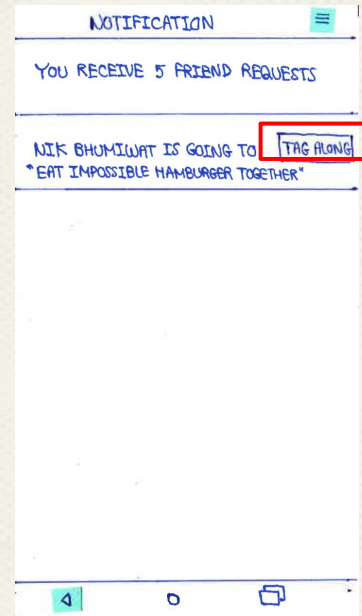 NOTIFICATION
YOU RECEIVE 5 FRIEND REQUESTS
NIK BHUMIWAT IS GOING TO TAG ALONG
"EAT IMPOSSIBLE HAMBURGER TOGETHER"